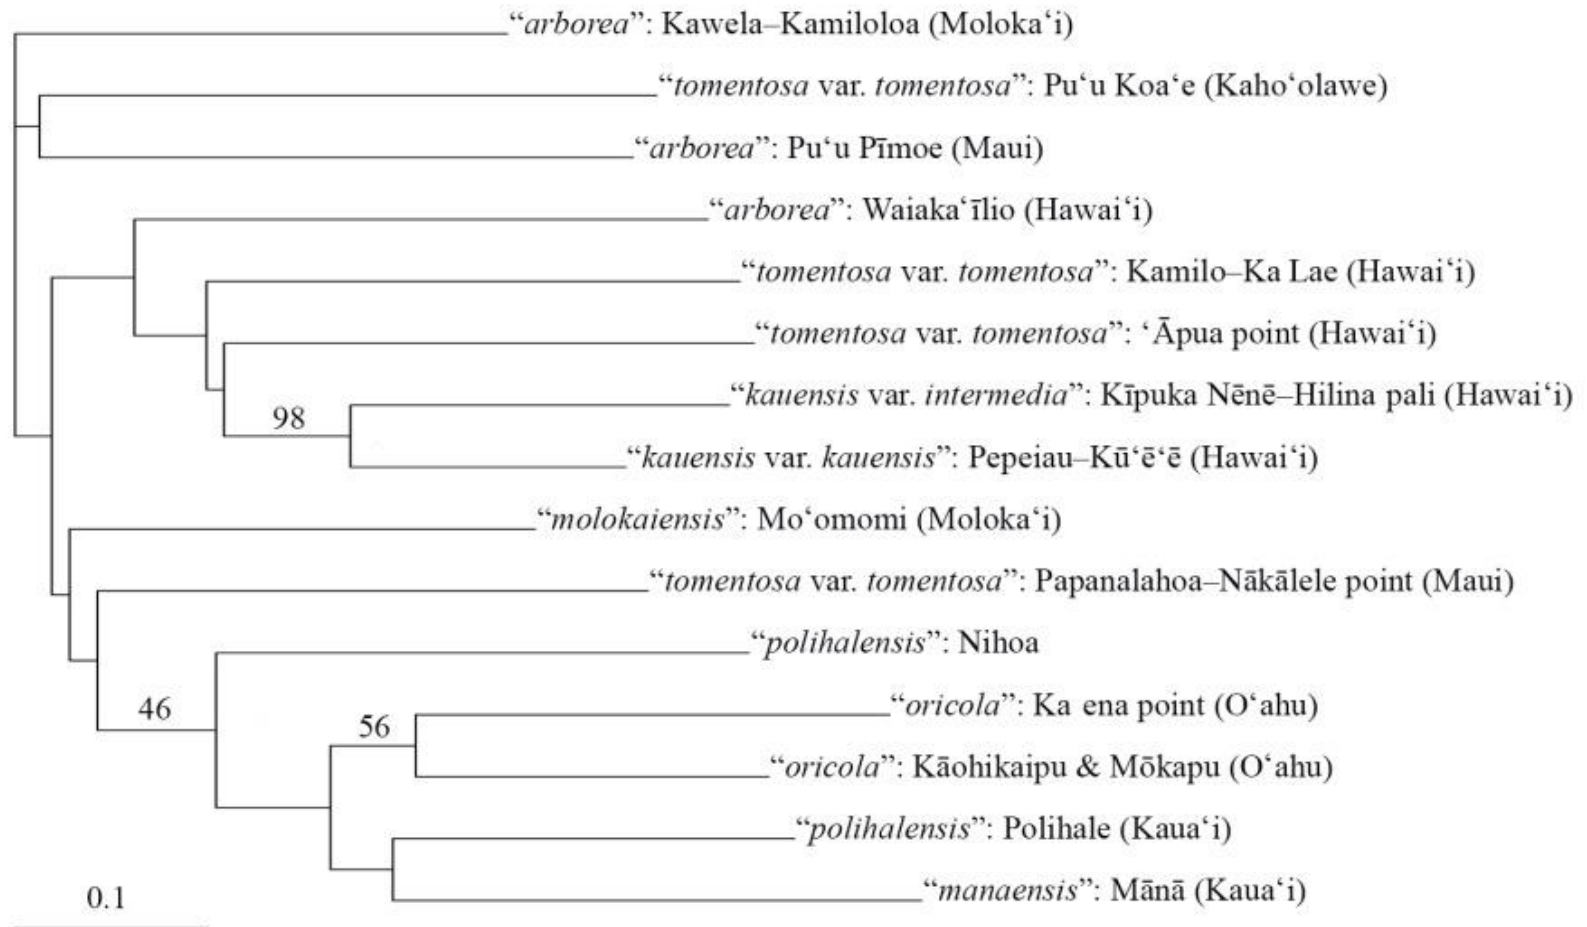 “arborea”: Kawela–Kamiloloa (Moloka‘i)
“tomentosa var. tomentosa”: Pu‘u Koa‘e (Kaho‘olawe)
“arborea”: Pu‘u Pīmoe (Maui)
“arborea”: Waiaka‘īlio (Hawai‘i)
“tomentosa var. tomentosa”: Kamilo–Ka Lae (Hawai‘i)
“tomentosa var. tomentosa”: ‘Āpua point (Hawai‘i)
“kauensis var. intermedia”: Kīpuka Nēnē–Hilina pali (Hawai‘i)
98
“kauensis var. kauensis”: Pepeiau–Kū‘ē‘ē (Hawai‘i)
“molokaiensis”: Mo‘omomi (Moloka‘i)
“tomentosa var. tomentosa”: Papanalahoa–Nākālele point (Maui)
“polihalensis”: Nihoa
46
“oricola”: Ka ena point (O‘ahu)
56
“oricola”: Kāohikaipu & Mōkapu (O‘ahu)
“polihalensis”: Polihale (Kaua‘i)
“manaensis”: Mānā (Kaua‘i)
0.1